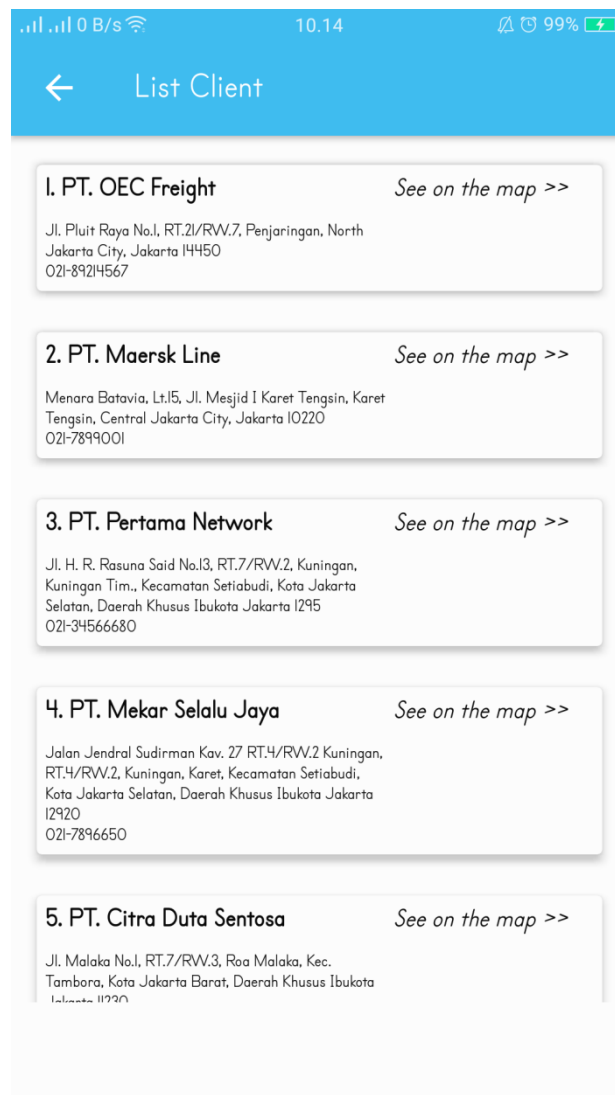 0 B/s 10.14 99%
List Client
1. PT. OEC Freight See on the map >>
Jl. Pluit Raya No.1, RT.21/RW.7, Penjaringan, North
Jakarta City, Jakarta 14450
021-89214567
2. PT. Maersk Line See on the map >>
Menara Batavia, Lt.15, Jl. Mesjid I Karet Tengsin, Karet
Tengsin, Central Jakarta City, Jakarta 10220
021-7899001
3. PT. Pertama Network See on the map >>
Jl. H. R. Rasuna Said No.13, RT.7/RW.2, Kuningan,
Kuningan Tim., Kecamatan Setiabudi, Kota Jakarta
Selatan, Daerah Khusus Ibukota Jakarta 1295
021-34566680
4. PT. Mekar Selalu Jaya See on the map >>
Jalan Jendral Sudirman Kav. 27 RT.4/RW.2 Kuningan,
RT.4/RW.2, Kuningan, Karet, Kecamatan Setiabudi,
Kota Jakarta Selatan, Daerah Khusus Ibukota Jakarta
12920
021-7896650
5. PT. Citra Duta Sentosa See on the map >>
Jl. Malaka No.1, RT.7/RW.3, Roa Malaka, Kec.
Tambora, Kota Jakarta Barat, Daerah Khusus Ibukota
Jakarta 11230